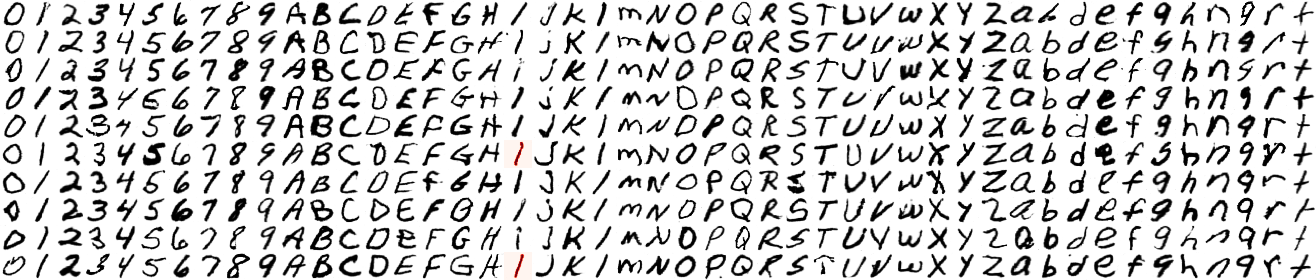 0 1 2 3 4 5 6 7 8 9 A B C D E F G H I j K l m N O P Q R S T U V w X Y Z a b d e f g h n q r t
0 1 2 3 4 5 6 7 8 9 A B C D E F G H I j K l m N O P Q R S T U V w X Y Z a b d e f g h n q r t
0 1 2 3 4 5 6 7 8 9 A B C D E F G H i j K l m N O P Q R S T U V w X Y Z a b d e f g h n g r t
0 1 2 3 4 5 6 7 8 9 A B C D E F G H I J K l m N O P Q R S T U V w X Y Z a b d e f g h n q r t
0 1 2 3 4 5 6 7 8 9 A B C D E F G H I J K l m N O P Q R S T U V w X Y Z a b d e f g h n q r t
0 1 2 3 4 5 6 7 8 9 A B C D E F G H I J K l m N O P Q R S T U V w X Y Z a b d e f g h n q r t
0 1 2 3 4 5 6 7 8 9 A B C D E F G H I j K l m N O P Q R S T U V w X Y Z a b d e f g h n q r t
0 1 2 3 4 5 6 7 8 9 A B C D E F G H I j K l m N O P Q R S T U V w X Y Z a b d e f g h n q r t
0 1 2 3 4 5 6 7 8 9 A B C D E F G H i j K l m N O P Q R S T U V w X Y Z a b d e f g h n q r t
0 1 2 3 4 5 6 7 8 9 A B C D E F G H I J K l m N O P Q R S T U V w X Y Z a b d e f g h n q r t